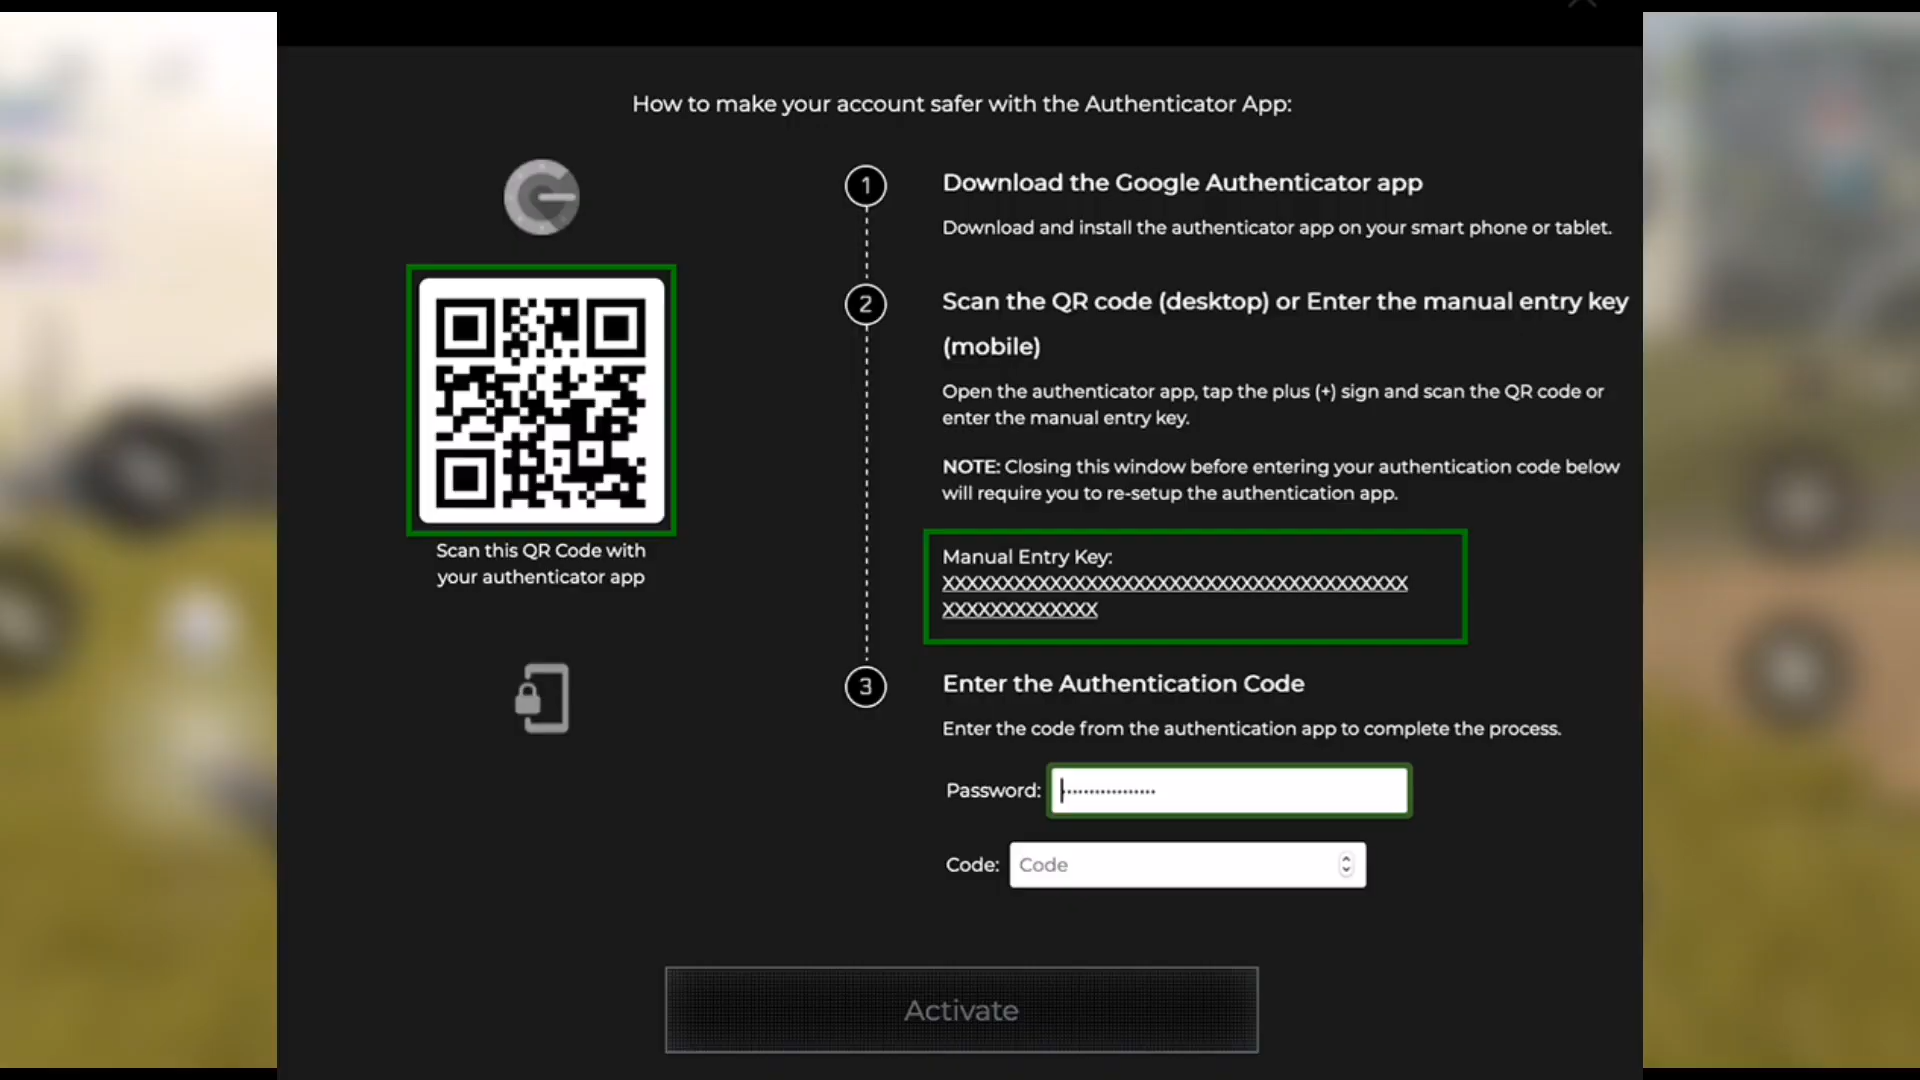 How to make your account safer with the Authenticator App:
1
Download the Google Authenticator app
Download and install the authenticator app on your smart phone or tablet.
2
Scan the QR code (desktop) or Enter the manual entry key
(mobile)
Open the authenticator app, tap the plus (+) sign and scan the QR code or
enter the manual entry key.
NOTE: Closing this window before entering your authentication code below
will require you to re-setup the authentication app.
Manual Entry Key:
XXXXXXXXXXXXXXXXXXXXXXXXXXXXXXXXXXXXXXX
XXXXXXXXXXXXX
Scan this QR Code with
your authenticator app
3
Enter the Authentication Code
Enter the code from the authentication app to complete the process.
Password:
Code: Code
Activate